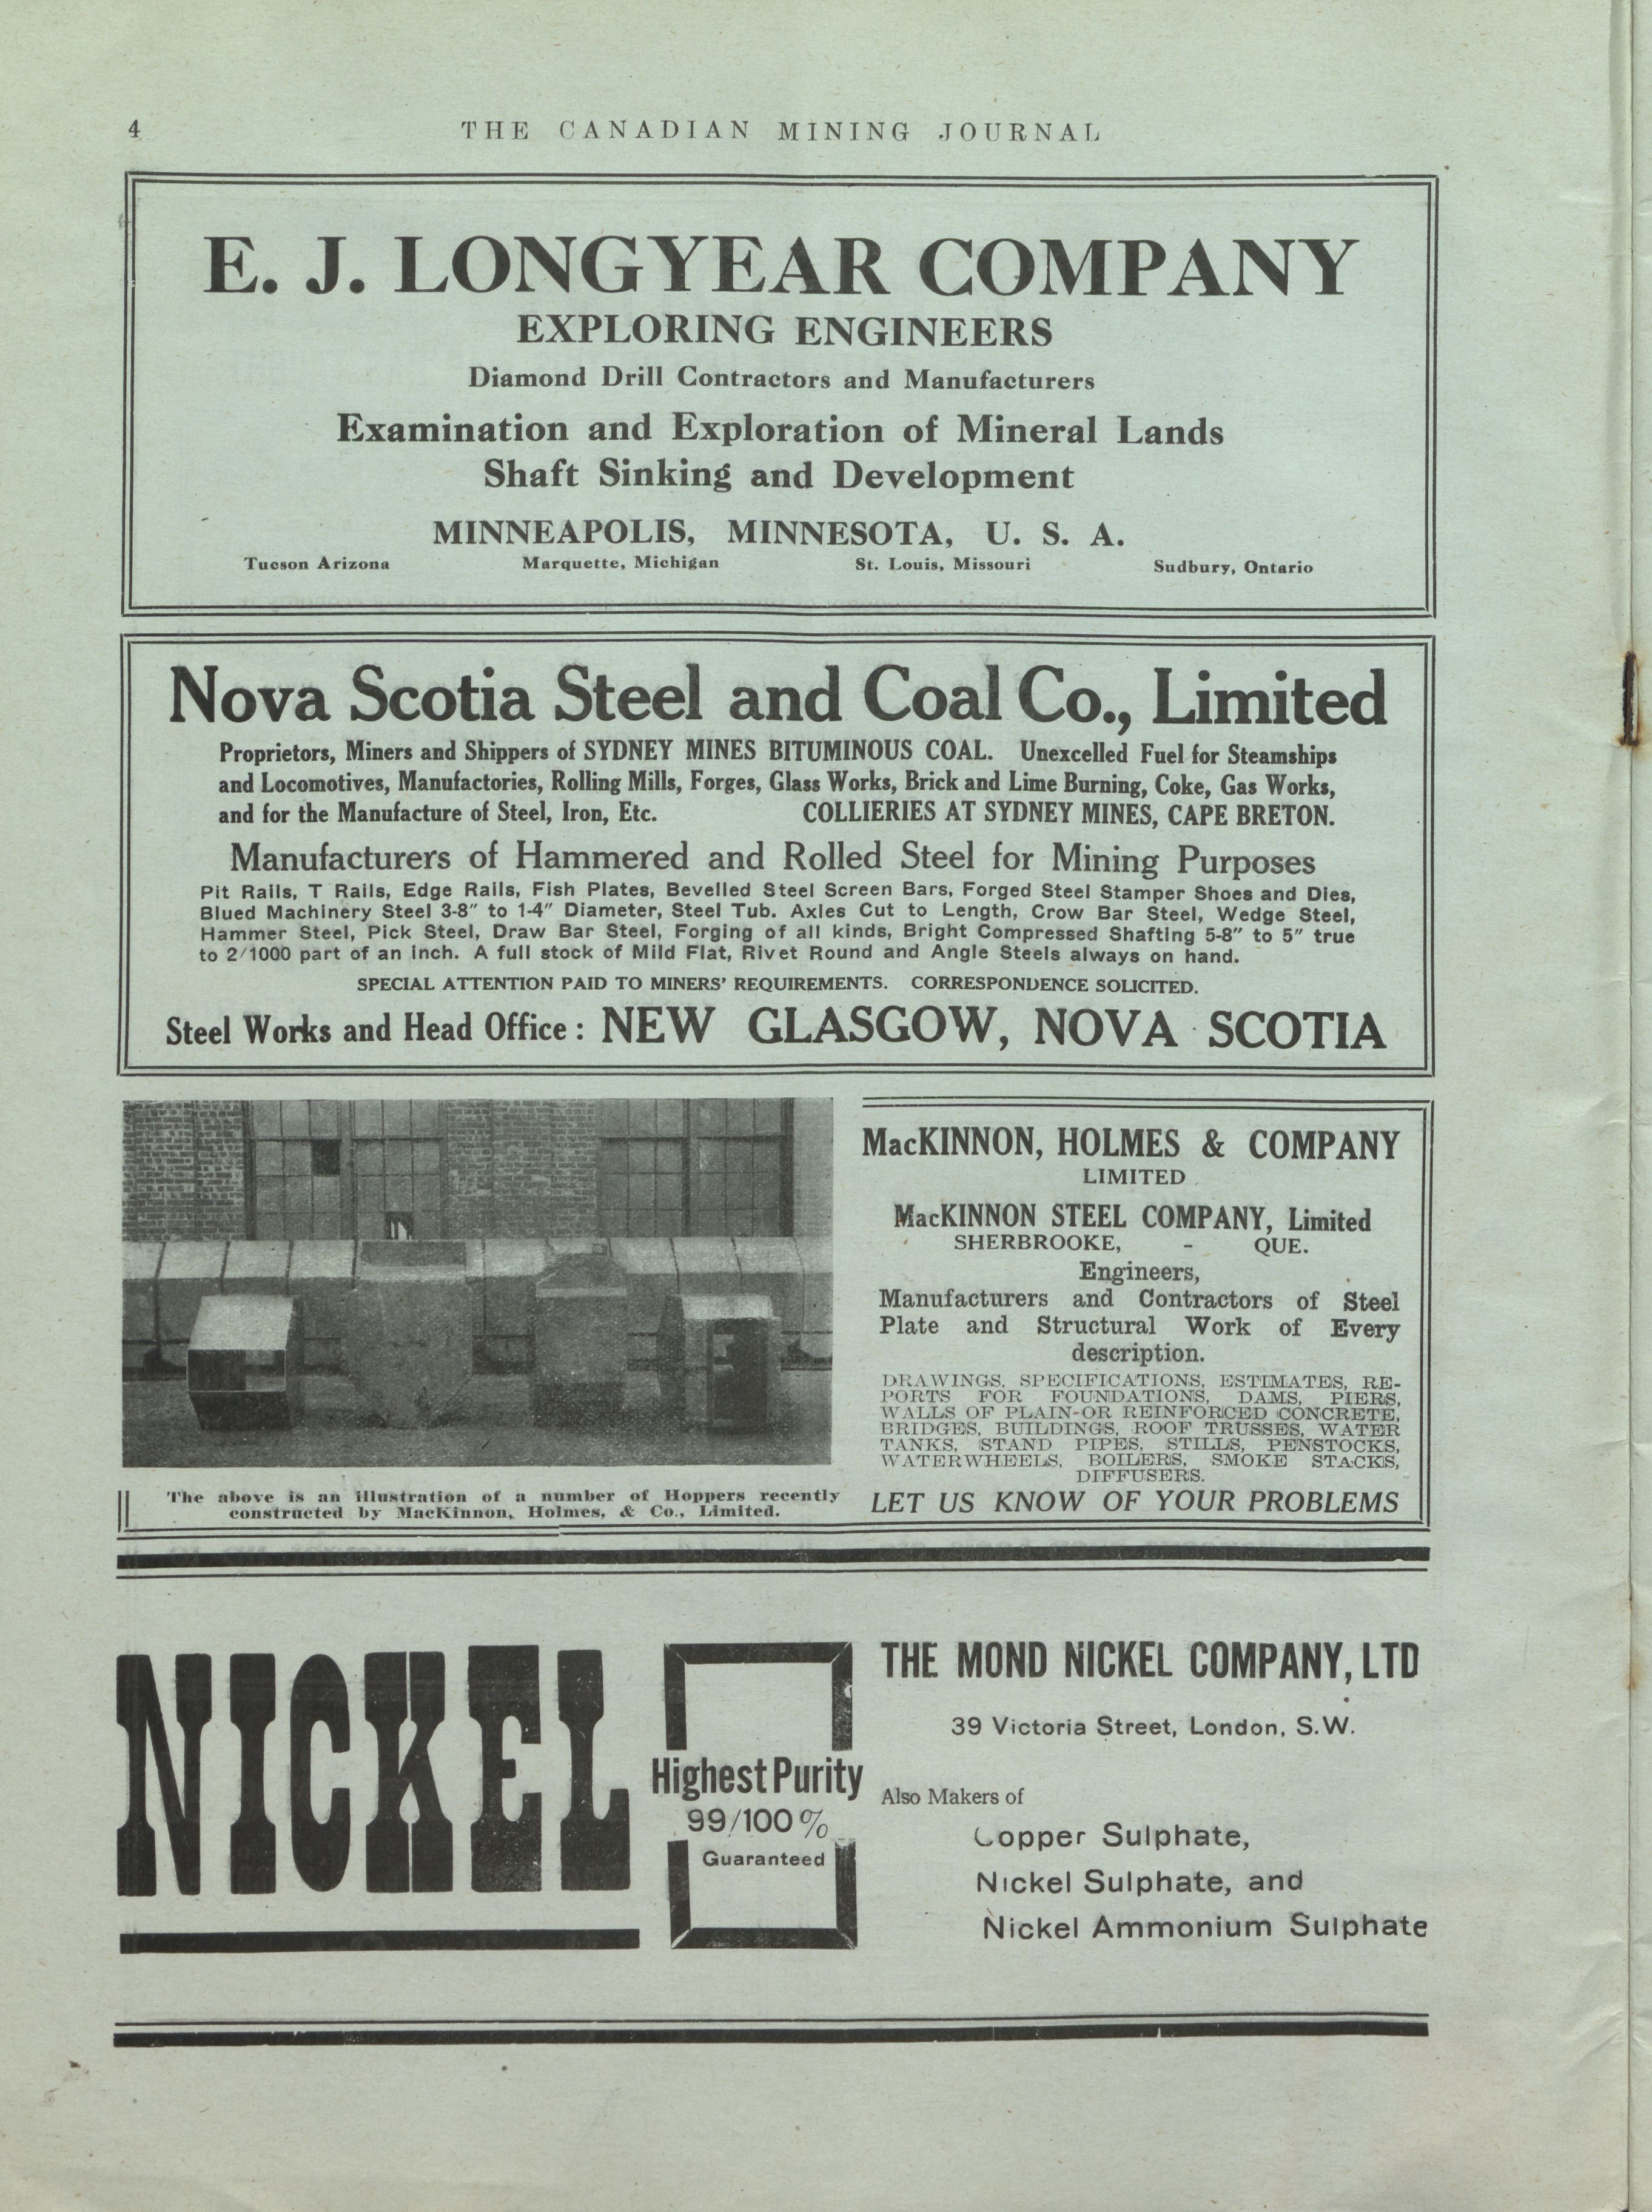 4
THE CANADIAN MINING JOURNAL
E. J. LONGYEAR COMPANY
EXPLORING ENGINEERS
Diamond Drill Contractors and Manufacturers
Examination and Exploration of Mineral Lands
Shaft Sinking and Development
MINNEAPOLIS, MINNESOTA, U. S. A.
Tucson Arizona Marquette, Michigan St. Louis, Missouri Sudbury, Ontario
Nova Scotia Steel and Coal Co., Limited
Proprietors, Miners and Shippers of SYDNEY MINES BITUMINOUS COAL. Unexcelled Fuel for Steamships
and Locomotives, Manufactories, Rolling Mills, Forges, Glass Works, Brick and Lime Burning, Coke, Gas Works,
and for the Manufacture of Steel, Iron, Etc. COLLIERIES AT SYDNEY MINES, CAPE BRETON.
Manufacturers of Hammered and Rolled Steel for Mining Purposes
Pit Rails, T Rails, Edge Rails, Fish Plates, Bevelled Steel Screen Bars, Forged Steel Stamper Shoes and Dies,
Blued Machinery Steel 3-8″ to 1-4″ Diameter, Steel Tub. Axles Cut to Length, Crow Bar Steel, Wedge Steel,
Hammer Steel, Pick Steel, Draw Bar Steel, Forging of all kinds, Bright Compressed Shafting 5-8″ to 5″ true
to 2/1000 part of an inch. A full stock of Mild Flat, Rivet Round and Angle Steels always on hand.
SPECIAL ATTENTION PAID TO MINERS' REQUIREMENTS. CORRESPONDENCE SOLICITED.
Steel Works and Head Office : NEW GLASGOW, NOVA SCOTIA
The above is an illustration of a number of Hoppers recently
constructed by MacKinnon, Holmes, & Co., Limited.
MacKINNON, HOLMES & COMPANY
LIMITED
MacKINNON STEEL COMPANY, Limited
SHERBROOKE, - QUE.
Engineers,
Manufacturers and Contractors of Steel
Plate and Structural Work of Every
description.
DRAWINGS, SPECIFICATIONS, ESTIMATES, RE-
PORTS FOR FOUNDATIONS, DAMS, PIERS,
WALLS OF PLAIN-OR REINFORCED CONCRETE,
BRIDGES, BUILDINGS, ROOF TRUSSES, WATER
TANKS, STAND PIPES, STILLS, PENSTOCKS,
WATERWHEELS, BOILERS, SMOKE STACKS,
DIFFUSERS.
LET US KNOW OF YOUR PROBLEMS
NICKEL
Highest Purity
99/100 %
Guaranteed
THE MOND NICKEL COMPANY, LTD
39 Victoria Street, London, S.W.
Also Makers of
Copper Sulphate,
Nickel Sulphate, and
Nickel Ammonium Sulphate